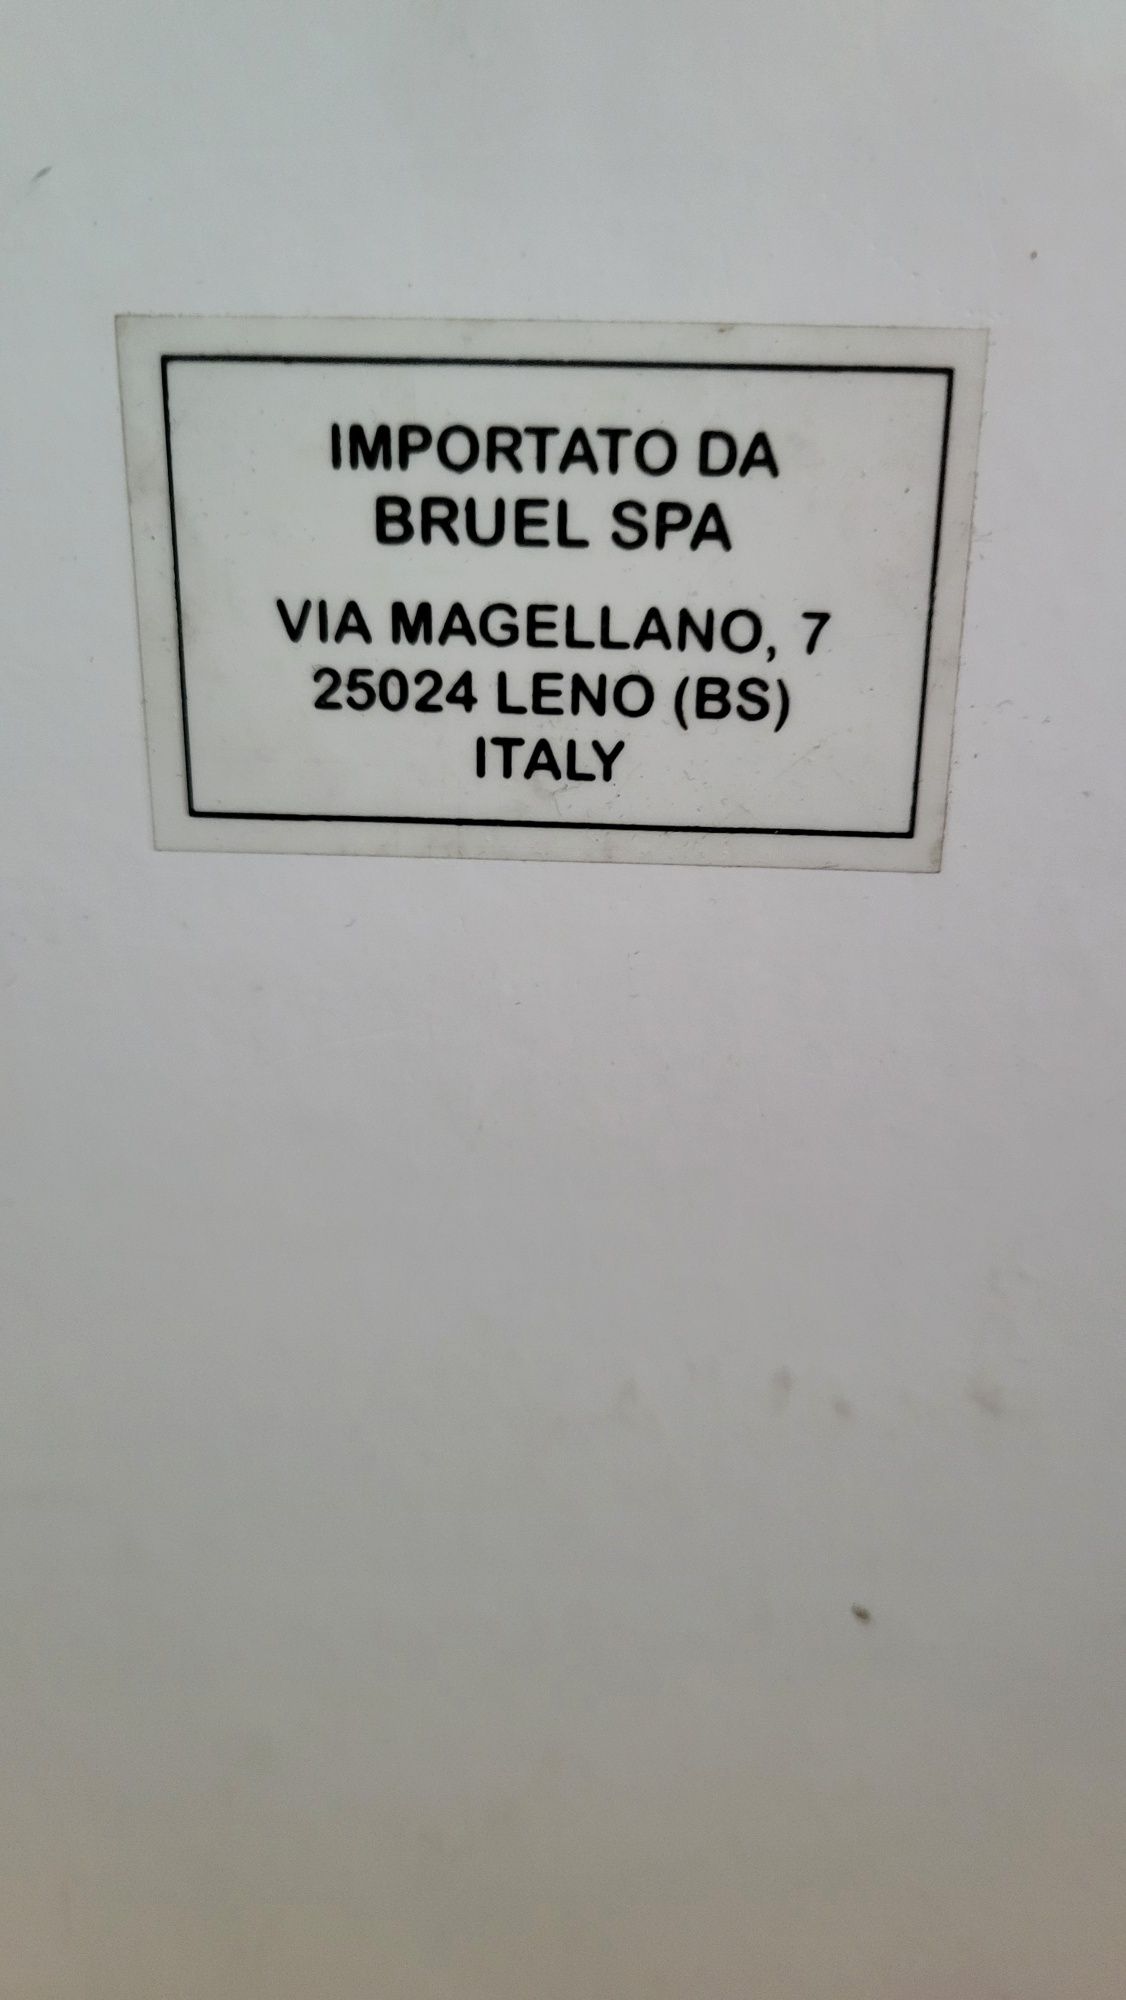 IMPORTATO DA
BRUEL SPA
VIA MAGELLANO, 7
25024 LENO (BS)
ITALY